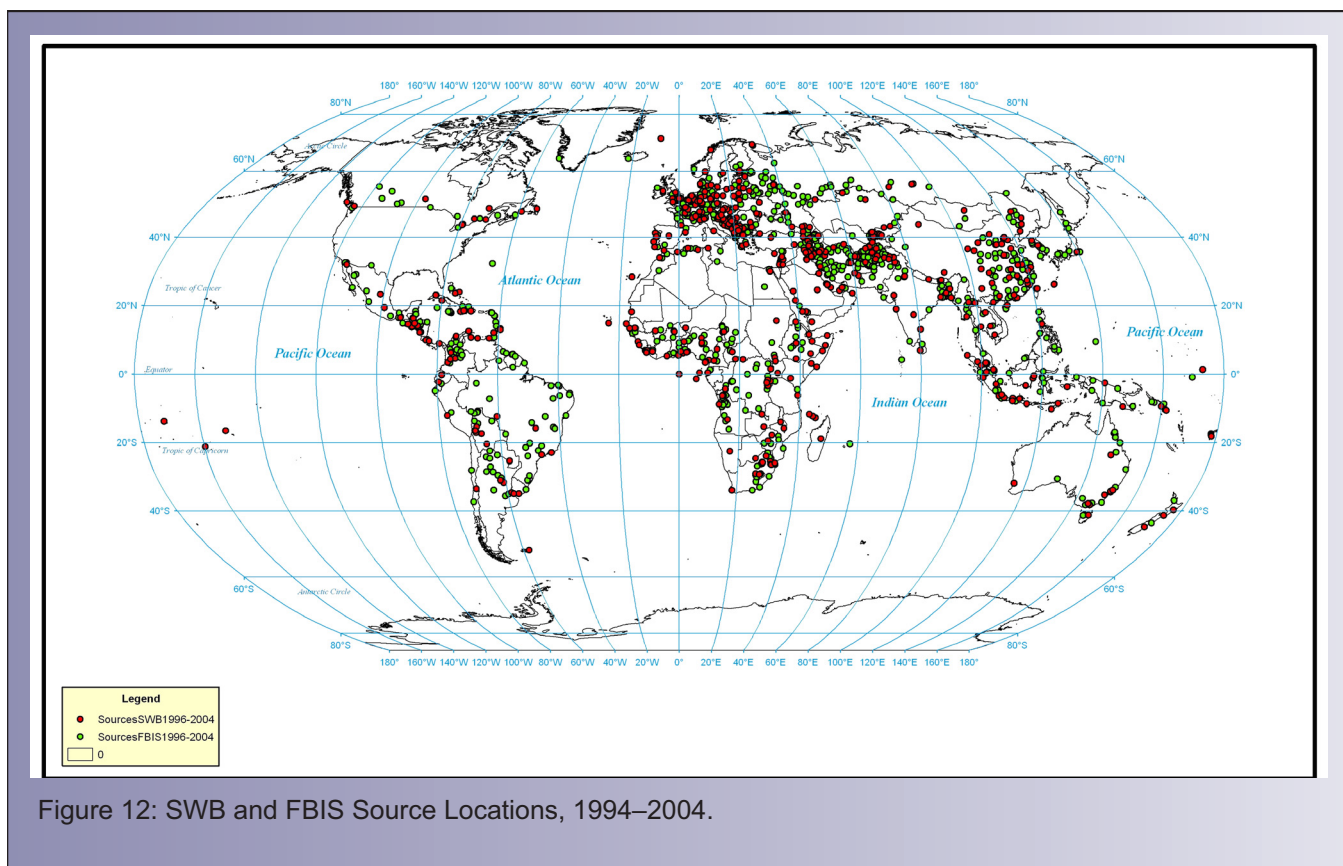 180° 160°W 140°W 120°W 100°W 80°W 60°W 40°W 20°W 0° 20°E 40°E 60°E 80°E 100°E 120°E 140°E 160°E 180°
80°N 80°N
60°N Arctic Circle 60°N
40°N 40°N
Atlantic Ocean
Tropic of Cancer
20°N 20°N
Pacific Ocean Pacific Ocean
Equator
0° 0°
Indian Ocean
20°S 20°S
Tropic of Capricorn
40°S 40°S
60°S Antarctic Circle 60°S
80°S 80°S
180° 160°W 140°W 120°W 100°W 80°W 60°W 40°W 20°W 0° 20°E 40°E 60°E 80°E 100°E 120°E 140°E 160°E 180°
Legend
SourcesSWB1996-2004
SourcesFBIS1996-2004
0
Figure 12: SWB and FBIS Source Locations, 1994–2004.